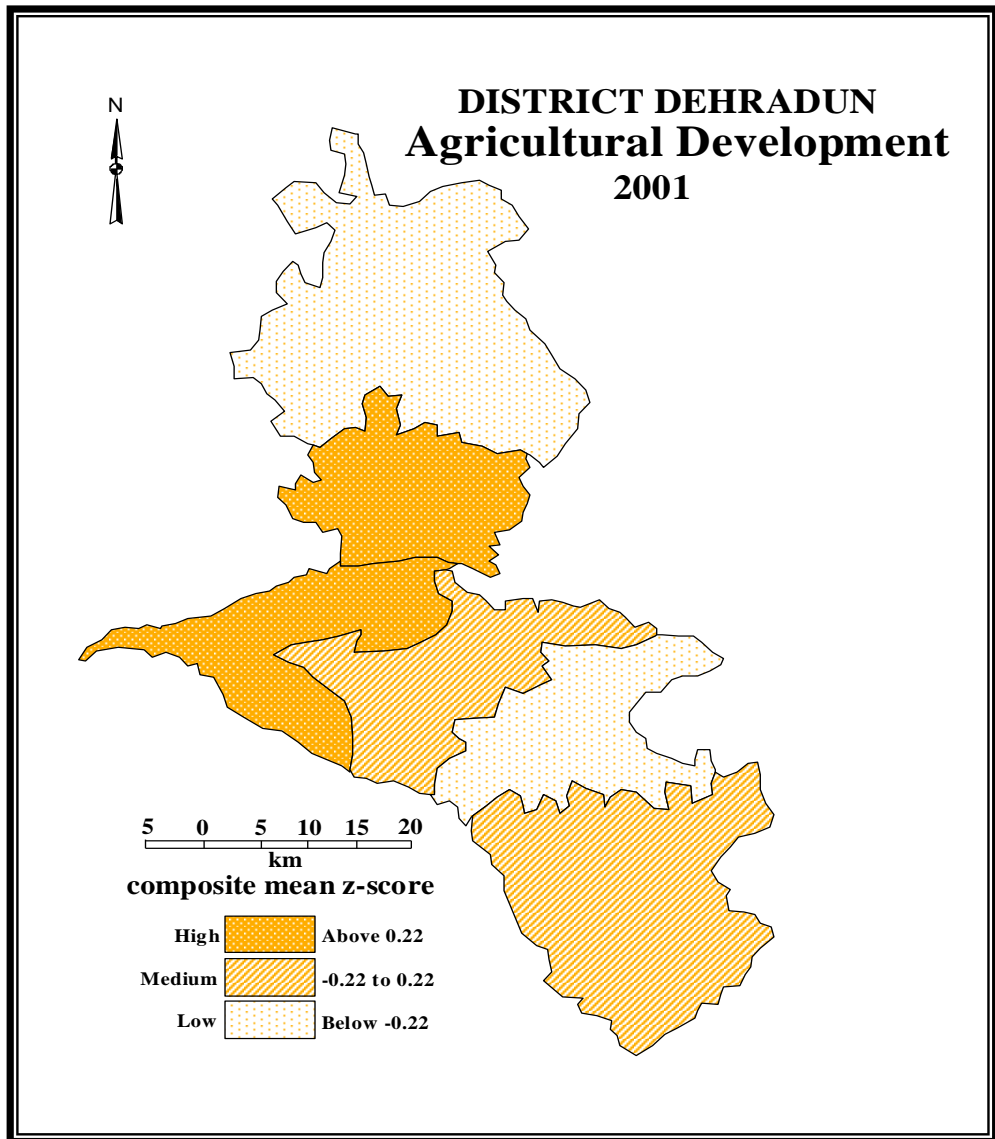 N
DISTRICT DEHRADUN
Agricultural Development
2001
5 0 5 10 15 20
km
composite mean z-score
High Above 0.22
Medium -0.22 to 0.22
Low Below -0.22